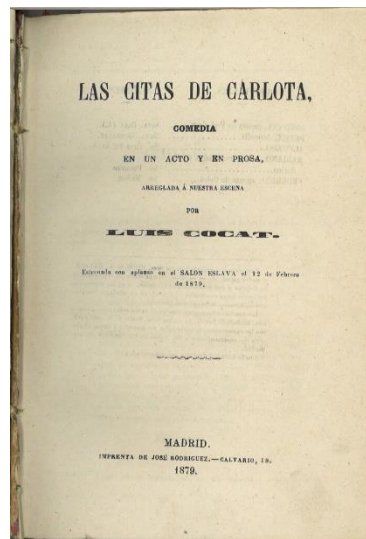 LAS CITAS DE CARLOTA,
COMEDIA
EN UN ACTO Y EN PROSA,
ARREGLADA Á NUESTRA ESCENA
POR
LUIS COCAT.
Estrenada con aplauso en el SALON ESLAVA el 12 de Febrero
de 1879.
MADRID.
IMPRENTA DE JOSÉ RODRIGUEZ.—CALVARIO, 18.
1879.